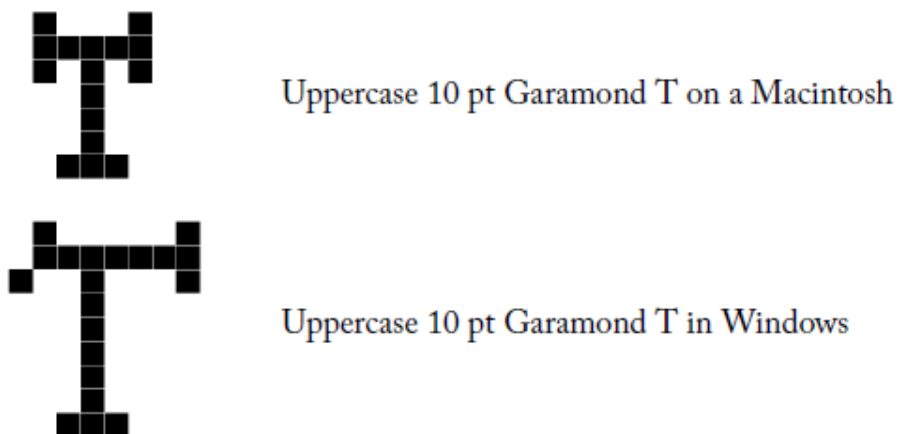 Uppercase 10 pt Garamond T on a Macintosh
Uppercase 10 pt Garamond T in Windows